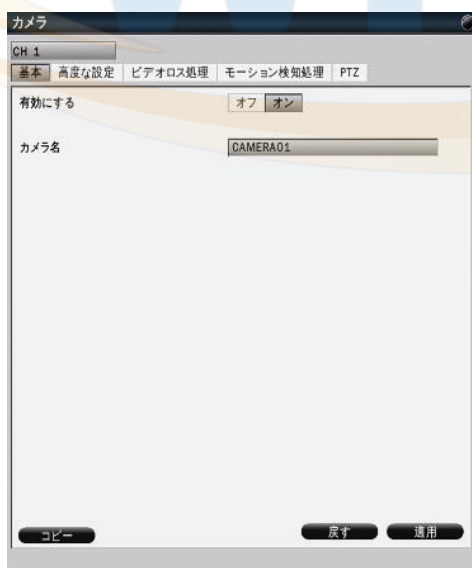 カメラ
CH 1
基本 高度な設定 ビデオロス処理 モーション検知処理 PTZ
有効にする オフ オン
カメラ名 CAMERA01
コピー 戻す 適用